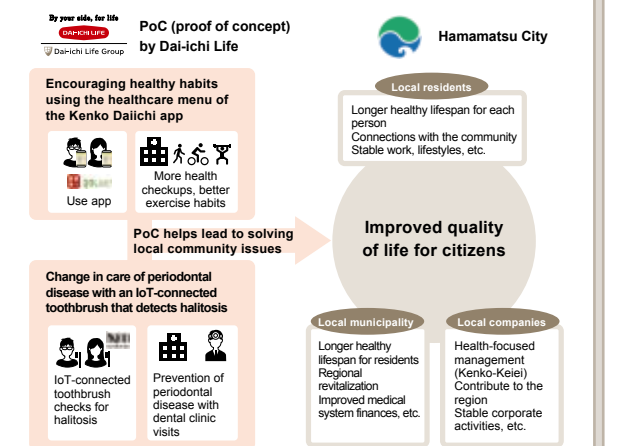 By your side, for life
DAI-ICHI LIFE
Dai-ichi Life Group
PoC (proof of concept)
by Dai-ichi Life
Hamamatsu City
Encouraging healthy habits
using the healthcare menu of
the Kenko Daiichi app
Use app
More health
checkups, better
exercise habits
PoC helps lead to solving
local community issues
Change in care of periodontal
disease with an IoT-connected
toothbrush that detects halitosis
IoT-connected
toothbrush
checks for
halitosis
Prevention of
periodontal
disease with
dental clinic
visits
Local residents
Longer healthy lifespan for each
person
Connections with the community
Stable work, lifestyles, etc.
Improved quality
of life for citizens
Local municipality
Longer healthy
lifespan for residents
Regional
revitalization
Improved medical
system finances, etc.
Local companies
Health-focused
management
(Kenko-Keiei)
Contribute to the
region
Stable corporate
activities, etc.